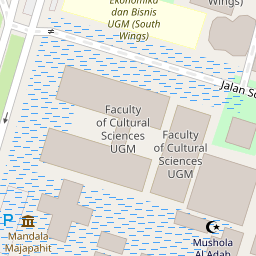 Ekonomika
dan Bisnis
UGM (South
Wings)
Wings)
Jalan So
Faculty
of Cultural
Sciences
UGM
Faculty
of Cultural
Sciences
UGM
P
Mandala
Majapahit
Mushola
Al Adab